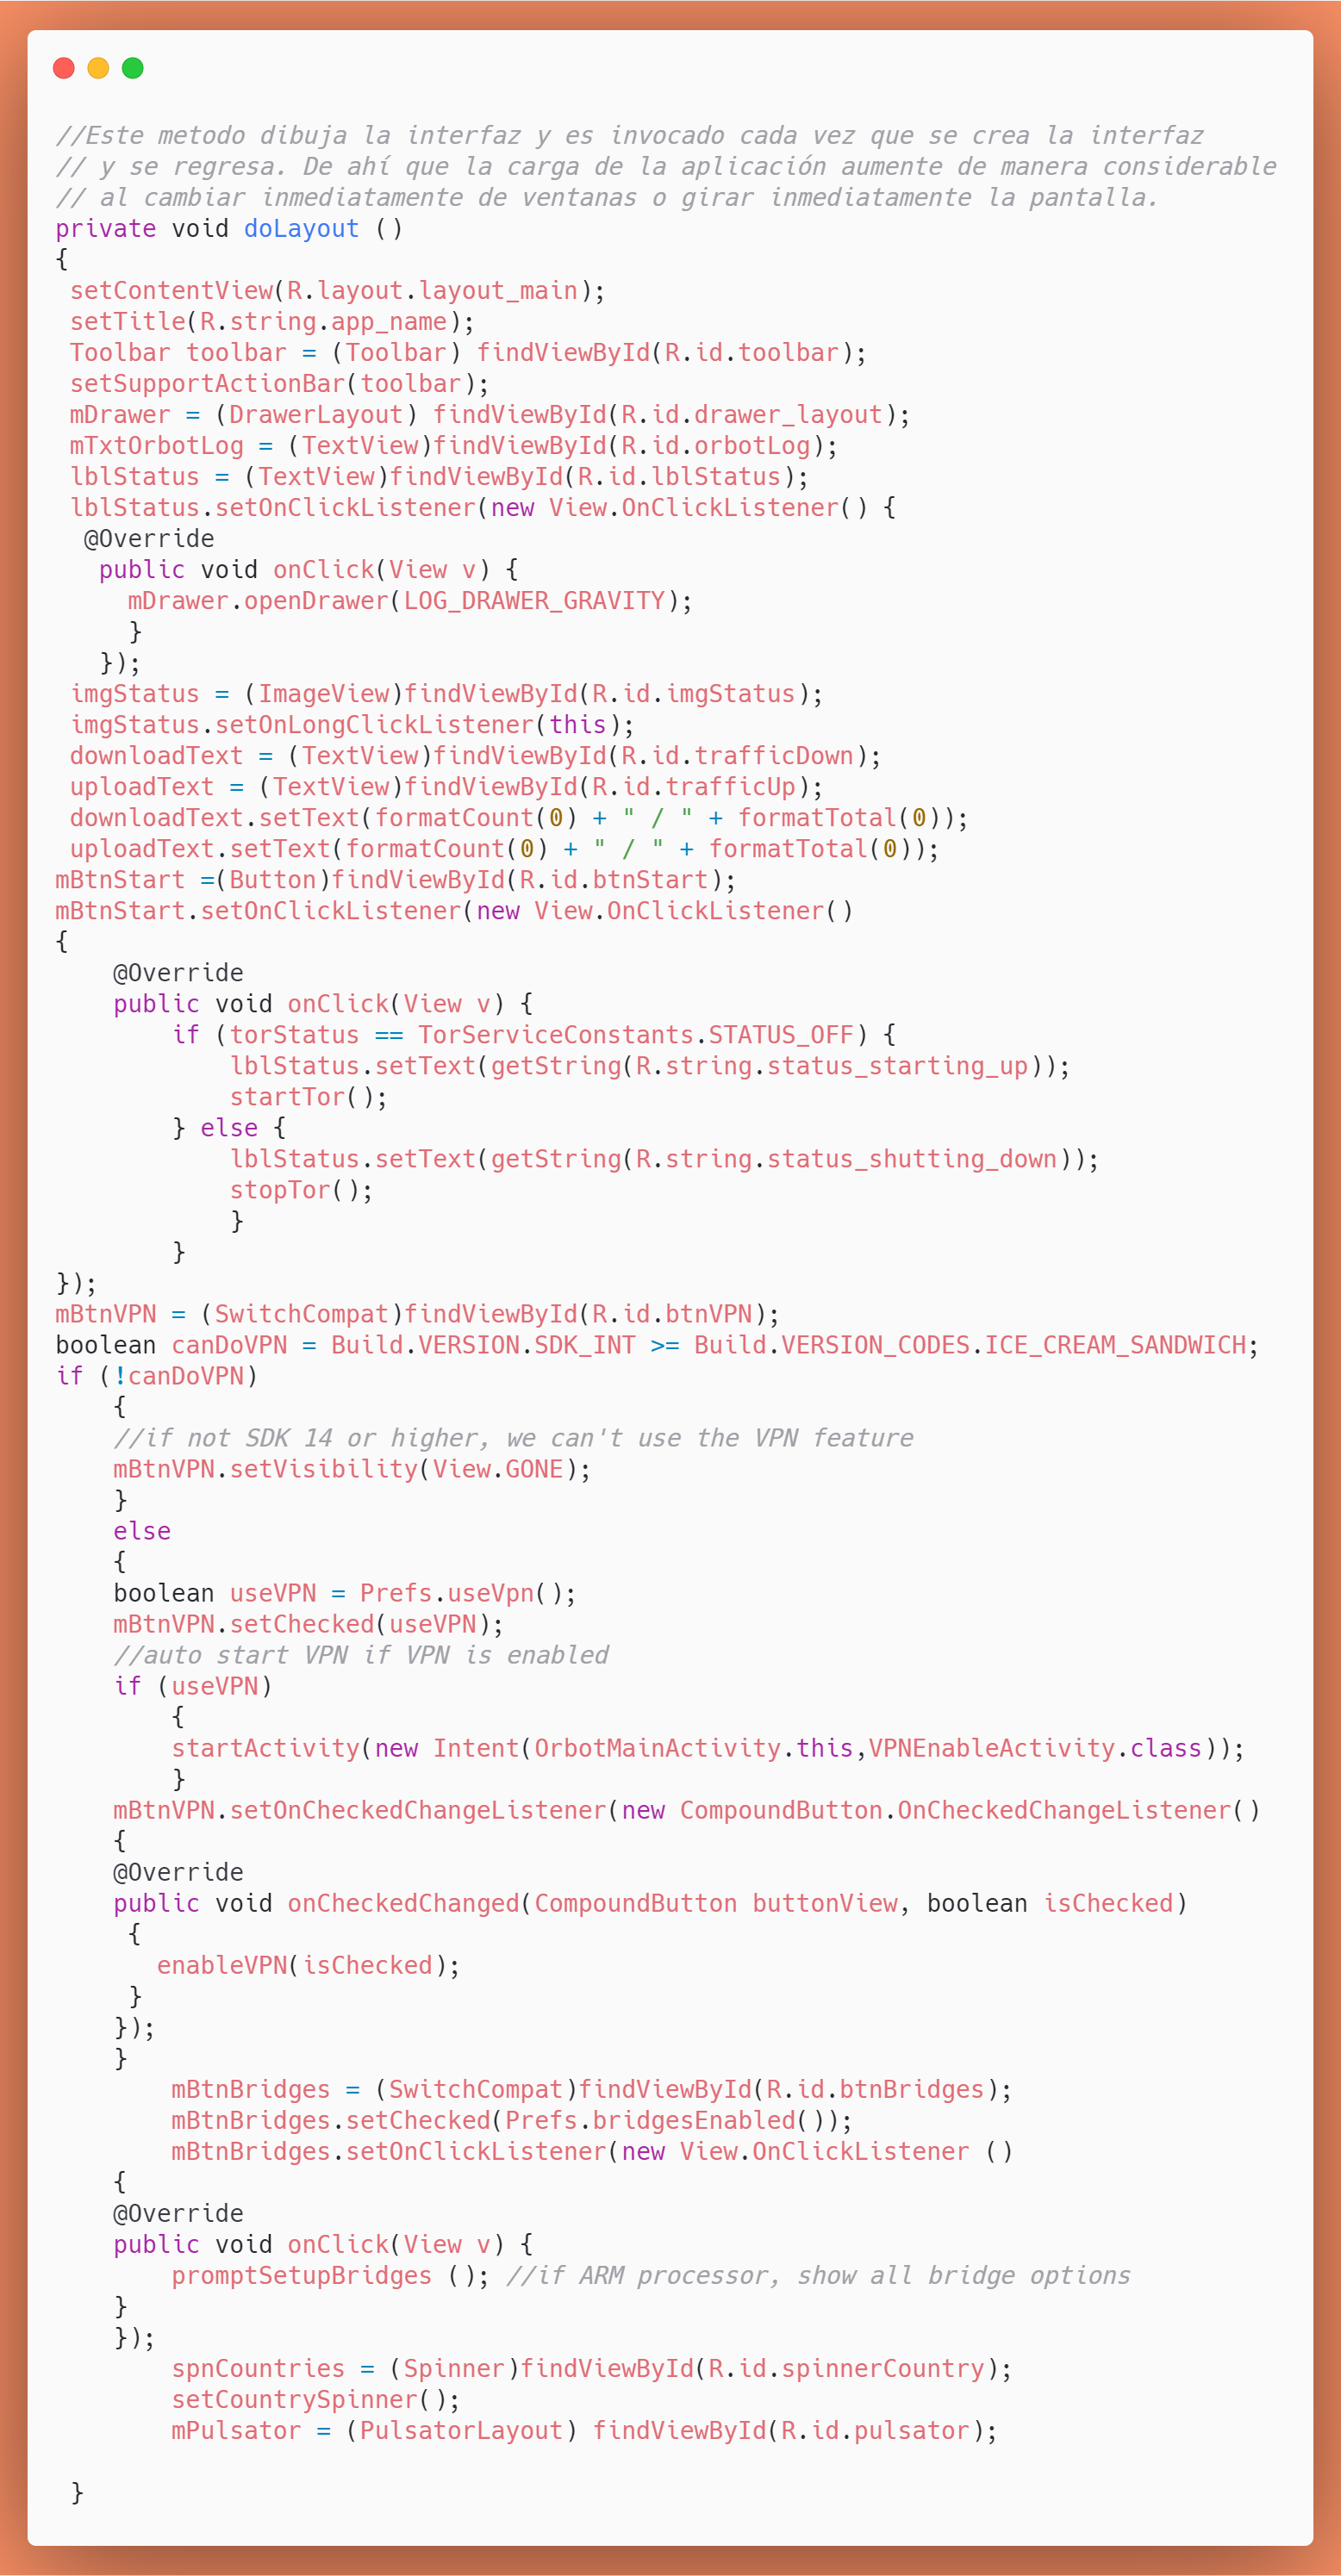 //Este metodo dibuja la interfaz y es invocado cada vez que se crea la interfaz
// y se regresa. De ahí que la carga de la aplicación aumente de manera considerable
// al cambiar inmediatamente de ventanas o girar inmediatamente la pantalla.
private void doLayout ()
{
 setContentView(R.layout.layout_main);
 setTitle(R.string.app_name);
 Toolbar toolbar = (Toolbar) findViewById(R.id.toolbar);
 setSupportActionBar(toolbar);
 mDrawer = (DrawerLayout) findViewById(R.id.drawer_layout);
 mTxtOrbotLog = (TextView)findViewById(R.id.orbotLog);
 lblStatus = (TextView)findViewById(R.id.lblStatus);
 lblStatus.setOnClickListener(new View.OnClickListener() {
  @Override
   public void onClick(View v) {
     mDrawer.openDrawer(LOG_DRAWER_GRAVITY);
     }
   });
 imgStatus = (ImageView)findViewById(R.id.imgStatus);
 imgStatus.setOnLongClickListener(this);
 downloadText = (TextView)findViewById(R.id.trafficDown);
 uploadText = (TextView)findViewById(R.id.trafficUp);
 downloadText.setText(formatCount(0) + " / " + formatTotal(0));
 uploadText.setText(formatCount(0) + " / " + formatTotal(0));
mBtnStart =(Button)findViewById(R.id.btnStart);
mBtnStart.setOnClickListener(new View.OnClickListener()
{
    @Override
    public void onClick(View v) {
        if (torStatus == TorServiceConstants.STATUS_OFF) {
            lblStatus.setText(getString(R.string.status_starting_up));
            startTor();
        } else {
            lblStatus.setText(getString(R.string.status_shutting_down));
            stopTor();
            }
        }
});
mBtnVPN = (SwitchCompat)findViewById(R.id.btnVPN);
boolean canDoVPN = Build.VERSION.SDK_INT >= Build.VERSION_CODES.ICE_CREAM_SANDWICH;
if (!canDoVPN)
    {
    //if not SDK 14 or higher, we can't use the VPN feature
    mBtnVPN.setVisibility(View.GONE);
    }
    else
    {
    boolean useVPN = Prefs.useVpn();
    mBtnVPN.setChecked(useVPN);
    //auto start VPN if VPN is enabled
    if (useVPN)
        {
        startActivity(new Intent(OrbotMainActivity.this,VPNEnableActivity.class));
        }
    mBtnVPN.setOnCheckedChangeListener(new CompoundButton.OnCheckedChangeListener()
    {
    @Override
    public void onCheckedChanged(CompoundButton buttonView, boolean isChecked)
     {
       enableVPN(isChecked);
     }
    });
    }
        mBtnBridges = (SwitchCompat)findViewById(R.id.btnBridges);
        mBtnBridges.setChecked(Prefs.bridgesEnabled());
        mBtnBridges.setOnClickListener(new View.OnClickListener ()
    {
    @Override
    public void onClick(View v) {
        promptSetupBridges (); //if ARM processor, show all bridge options
    }
    });
        spnCountries = (Spinner)findViewById(R.id.spinnerCountry);
        setCountrySpinner();
        mPulsator = (PulsatorLayout) findViewById(R.id.pulsator);

 }